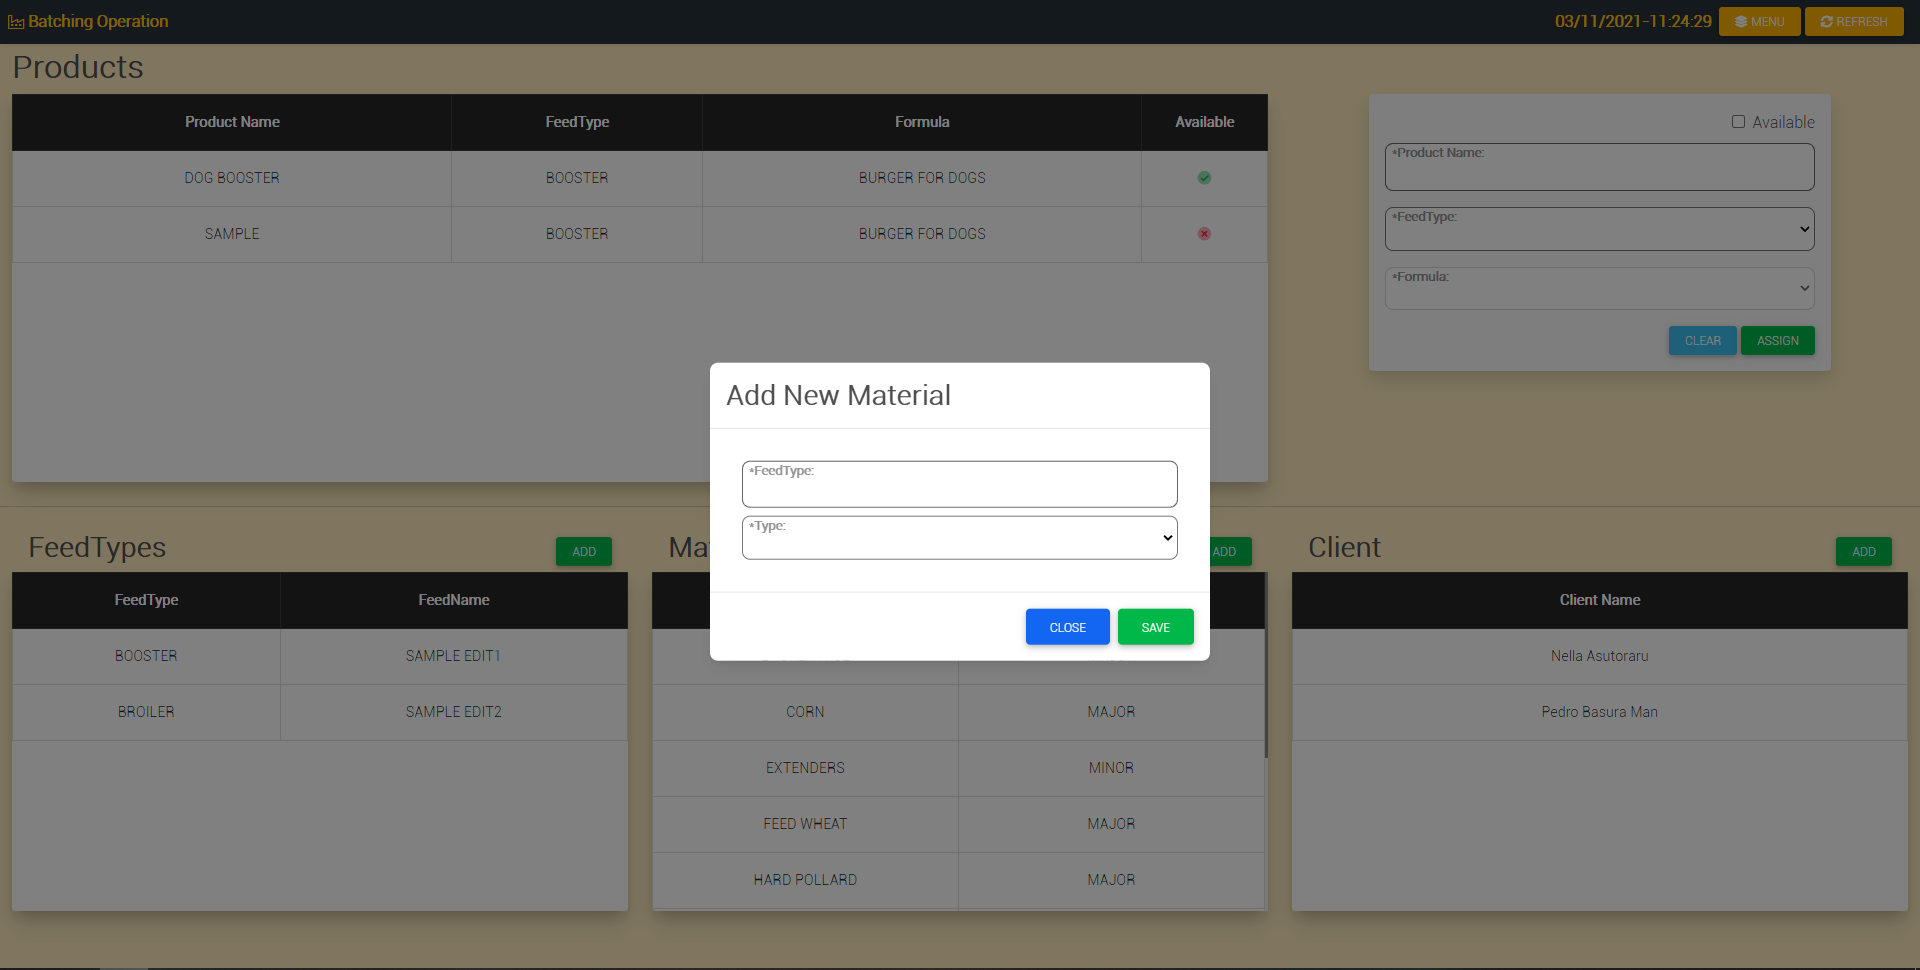 Batching Operation
03/11/2021-11:24:29 MENU REFRESH
Products
Product Name FeedType Formula Available
DOG BOOSTER BOOSTER BURGER FOR DOGS
SAMPLE BOOSTER BURGER FOR DOGS
Available
*Product Name:
*FeedType:
*Formula:
CLEAR ASSIGN
Add New Material
*FeedType:
*Type:
CLOSE SAVE
FeedTypes ADD
FeedType FeedName
BOOSTER SAMPLE EDIT1
BROILER SAMPLE EDIT2
Ma ADD
CORN MAJOR
EXTENDERS MINOR
FEED WHEAT MAJOR
HARD POLLARD MAJOR
Client ADD
Client Name
Nella Asutoraru
Pedro Basura Man